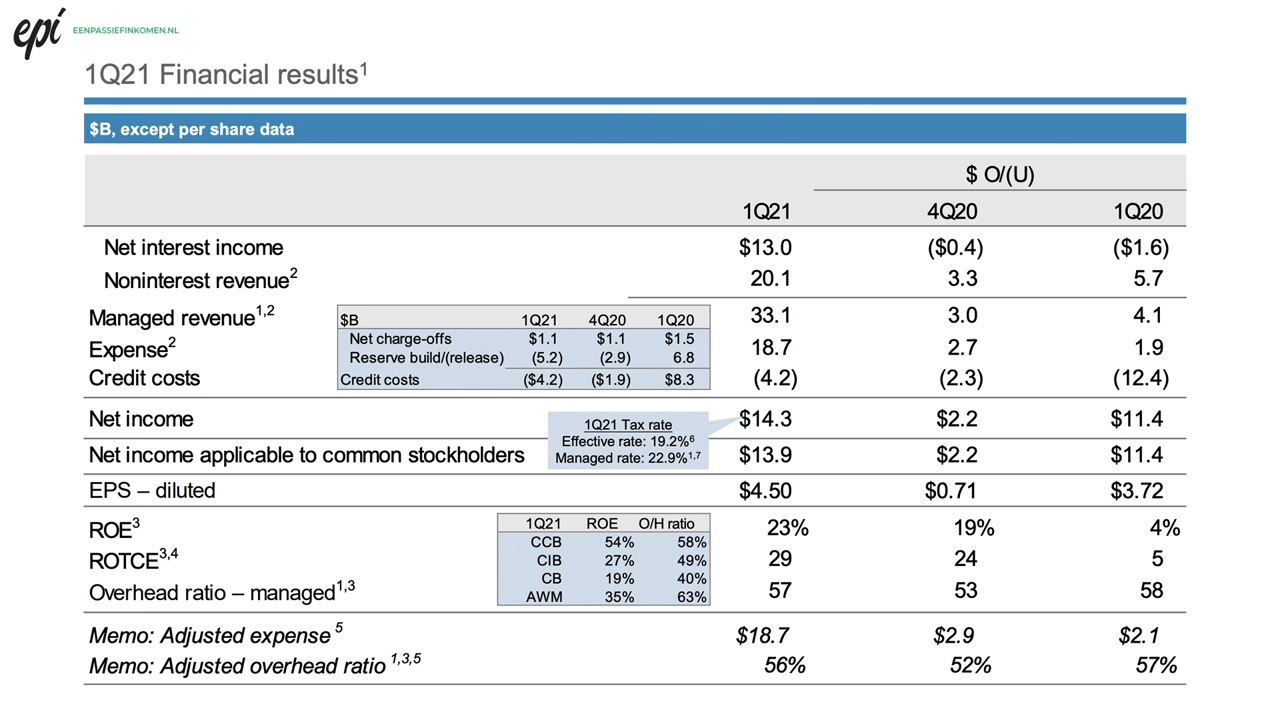 epi EENPASSIEFINKOMEN.NL
1Q21 Financial results1
$B, except per share data
$ O/(U)
1Q21 4Q20 1Q20
Net interest income $13.0 ($0.4) ($1.6)
Noninterest revenue2 20.1 3.3 5.7
Managed revenue1,2 33.1 3.0 4.1
Expense2 18.7 2.7 1.9
Credit costs (4.2) (2.3) (12.4)
$B 1Q21 4Q20 1Q20
Net charge-offs $1.1 $1.1 $1.5
Reserve build/(release) (5.2) (2.9) 6.8
Credit costs ($4.2) ($1.9) $8.3
Net income $14.3 $2.2 $11.4
1Q21 Tax rate
Effective rate: 19.2%6
Managed rate: 22.9%1,7
Net income applicable to common stockholders $13.9 $2.2 $11.4
EPS – diluted $4.50 $0.71 $3.72
ROE3 23% 19% 4%
ROTCE3,4 29 24 5
Overhead ratio – managed1,3 57 53 58
1Q21 ROE O/H ratio
CCB 54% 58%
CIB 27% 49%
CB 19% 40%
AWM 35% 63%
Memo: Adjusted expense 5 $18.7 $2.9 $2.1
Memo: Adjusted overhead ratio 1,3,5 56% 52% 57%